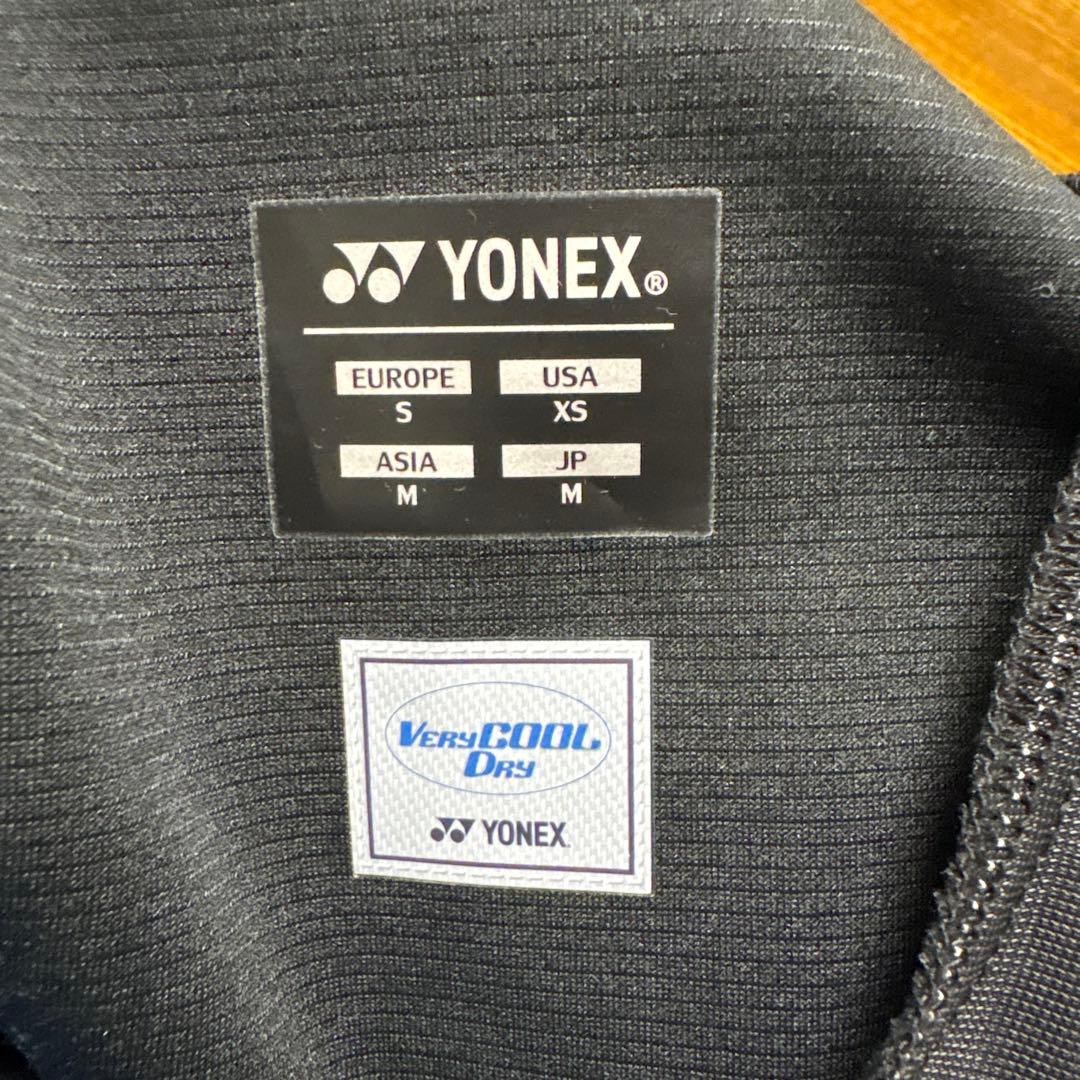 YONEX®
EUROPE USA
S XS
ASIA JP
M M
VERY COOL
DRY
YONEX